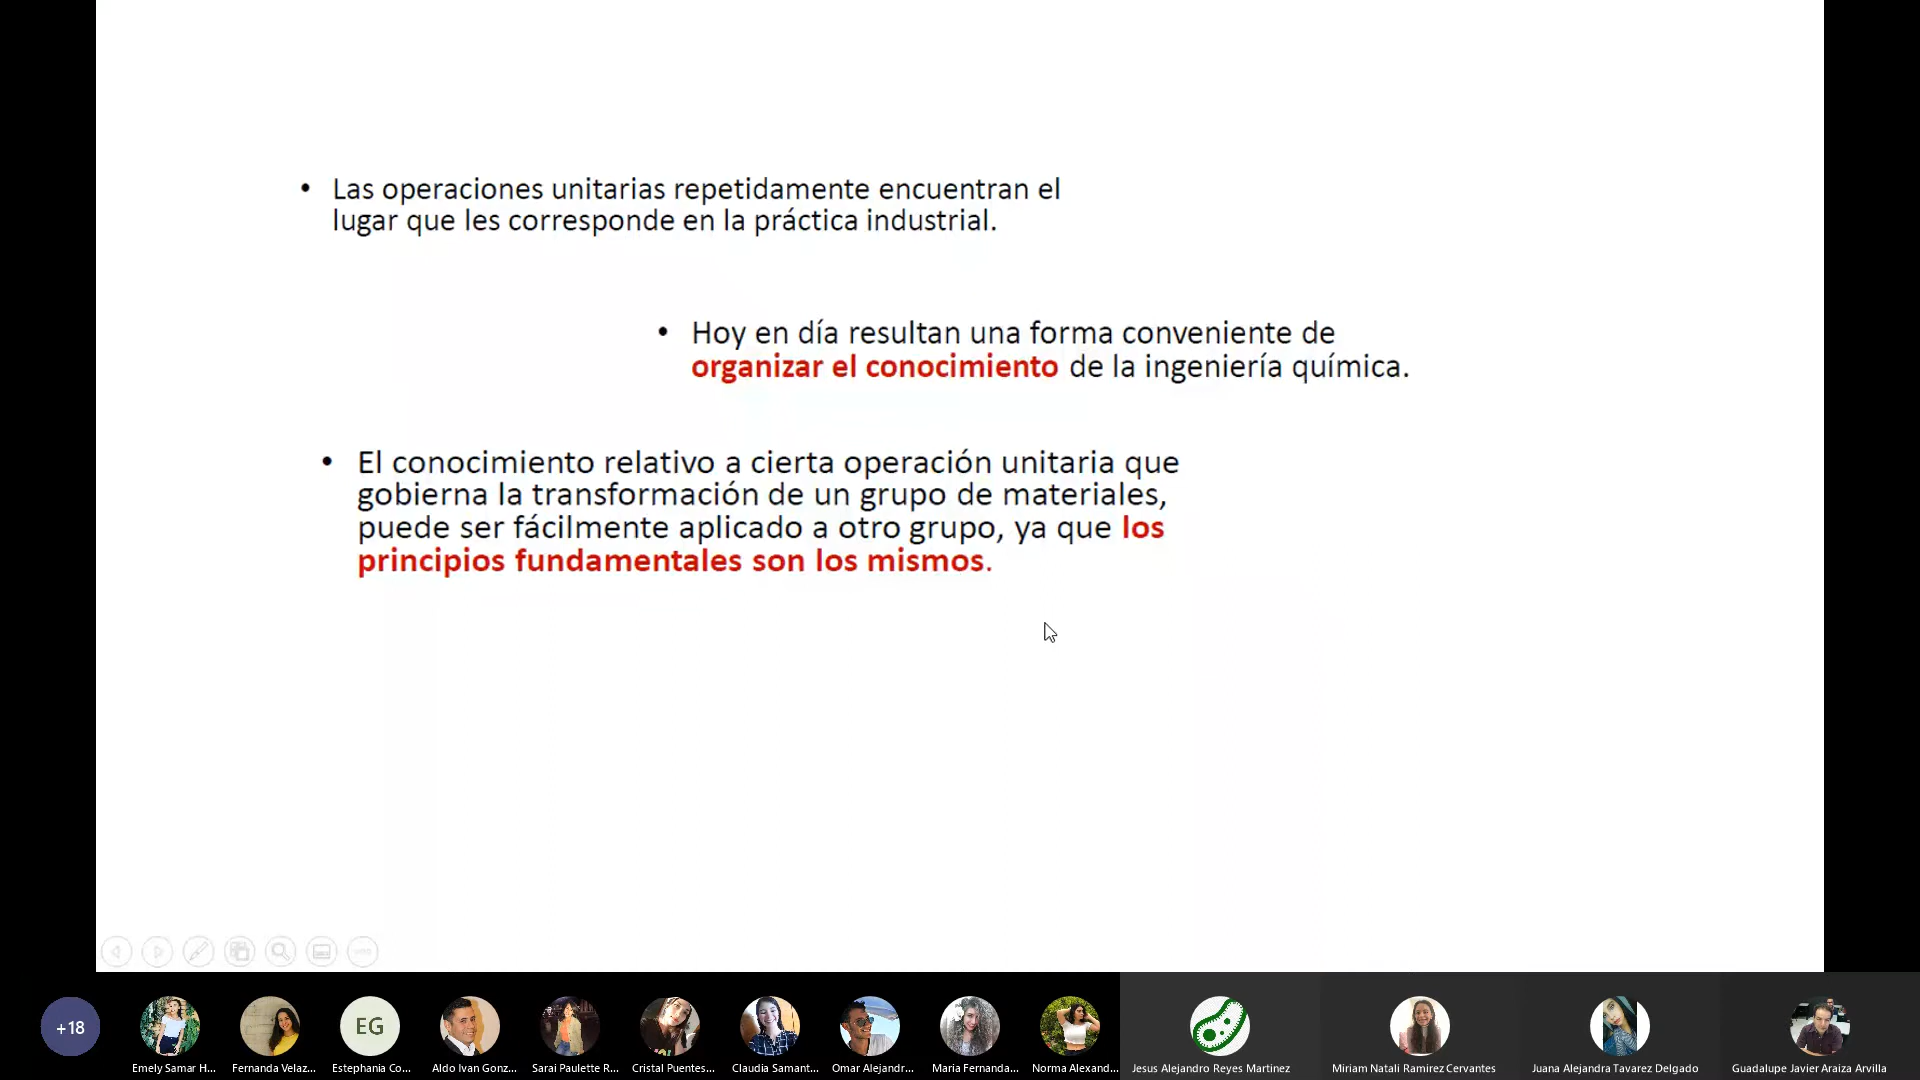 • Las operaciones unitarias repetidamente encuentran el
lugar que les corresponde en la práctica industrial.
• Hoy en día resultan una forma conveniente de
organizar el conocimiento de la ingeniería química.
• El conocimiento relativo a cierta operación unitaria que
gobierna la transformación de un grupo de materiales,
puede ser fácilmente aplicado a otro grupo, ya que los
principios fundamentales son los mismos.
+18
EG
Emely Samar H...
Fernanda Velaz...
Estephania Co...
Aldo Ivan Gonz...
Sarai Paulette R...
Cristal Puentes...
Claudia Samant...
Omar Alejandr...
Maria Fernanda...
Norma Alexand...
Jesus Alejandro Reyes Martinez
Miriam Natali Ramirez Cervantes
Juana Alejandra Tavarez Delgado
Guadalupe Javier Araiza Arvilla